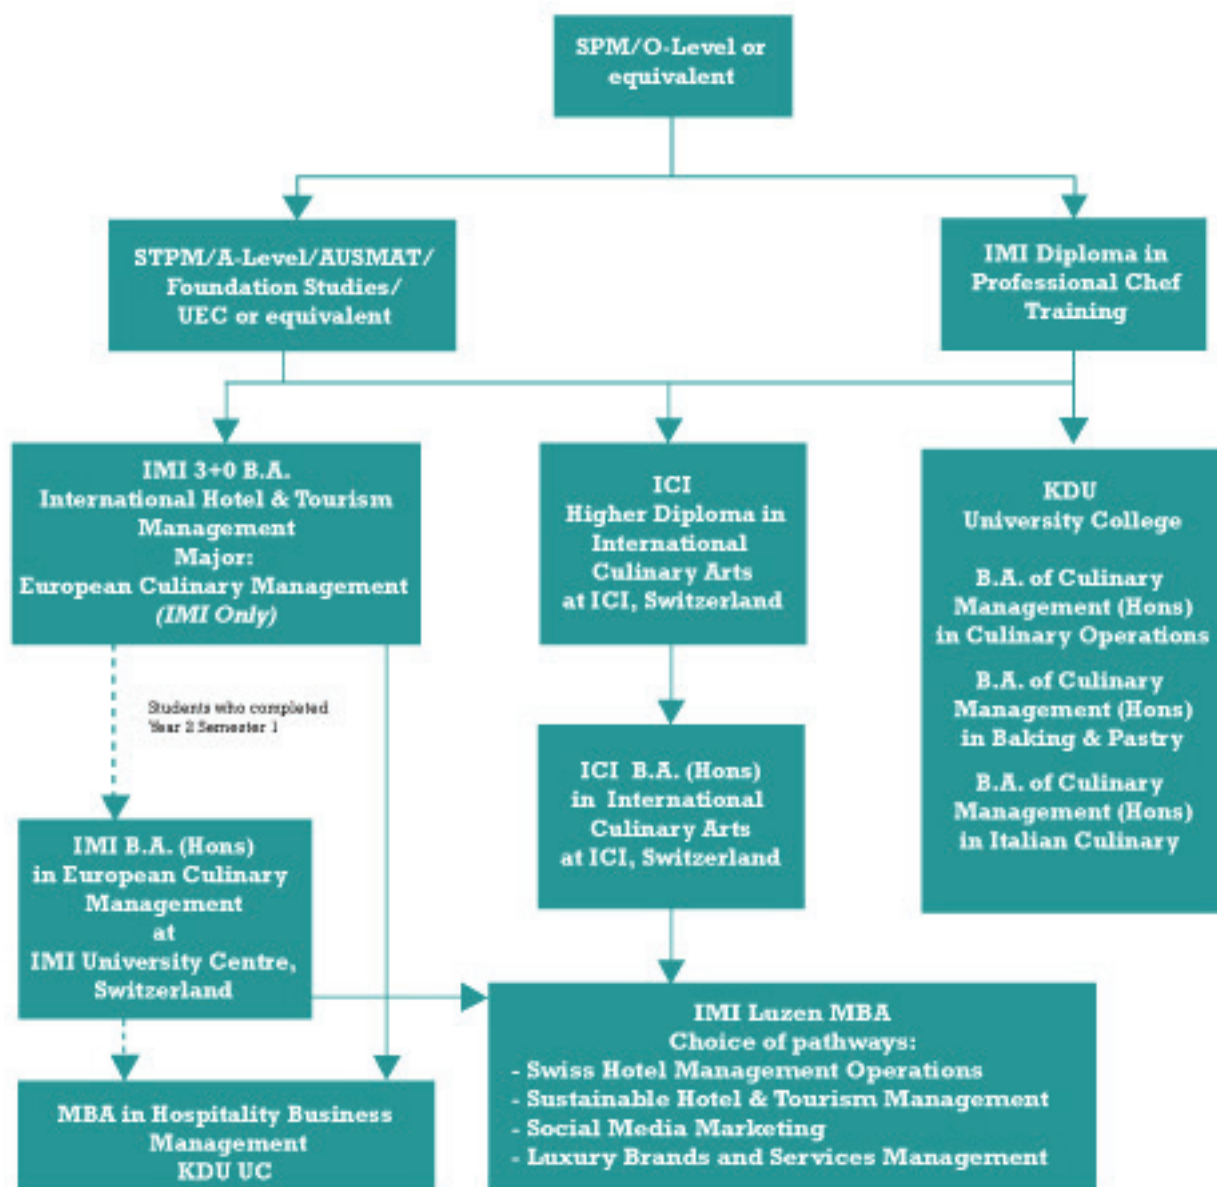 SPM/O-Level or
equivalent
STPM/A-Level/AUSMAT/
Foundation Studies/
UEC or equivalent
IMI Diploma in
Professional Chef
Training
IMI 3+0 B.A.
International Hotel & Tourism
Management
Major:
European Culinary Management
(IMI Only)
ICI
Higher Diploma in
International
Culinary Arts
at ICI, Switzerland
KDU
University College
B.A. of Culinary
Management (Hons)
in Culinary Operations
B.A. of Culinary
Management (Hons)
in Baking & Pastry
B.A. of Culinary
Management (Hons)
in Italian Culinary
Students who completed
Year 2 Semester 1
ICI B.A. (Hons)
in International
Culinary Arts
at ICI, Switzerland
IMI B.A. (Hons)
in European Culinary
Management
at
IMI University Centre,
Switzerland
IMI Luzen MBA
Choice of pathways:
- Swiss Hotel Management Operations
- Sustainable Hotel & Tourism Management
- Social Media Marketing
- Luxury Brands and Services Management
MBA in Hospitality Business
Management
KDU UC